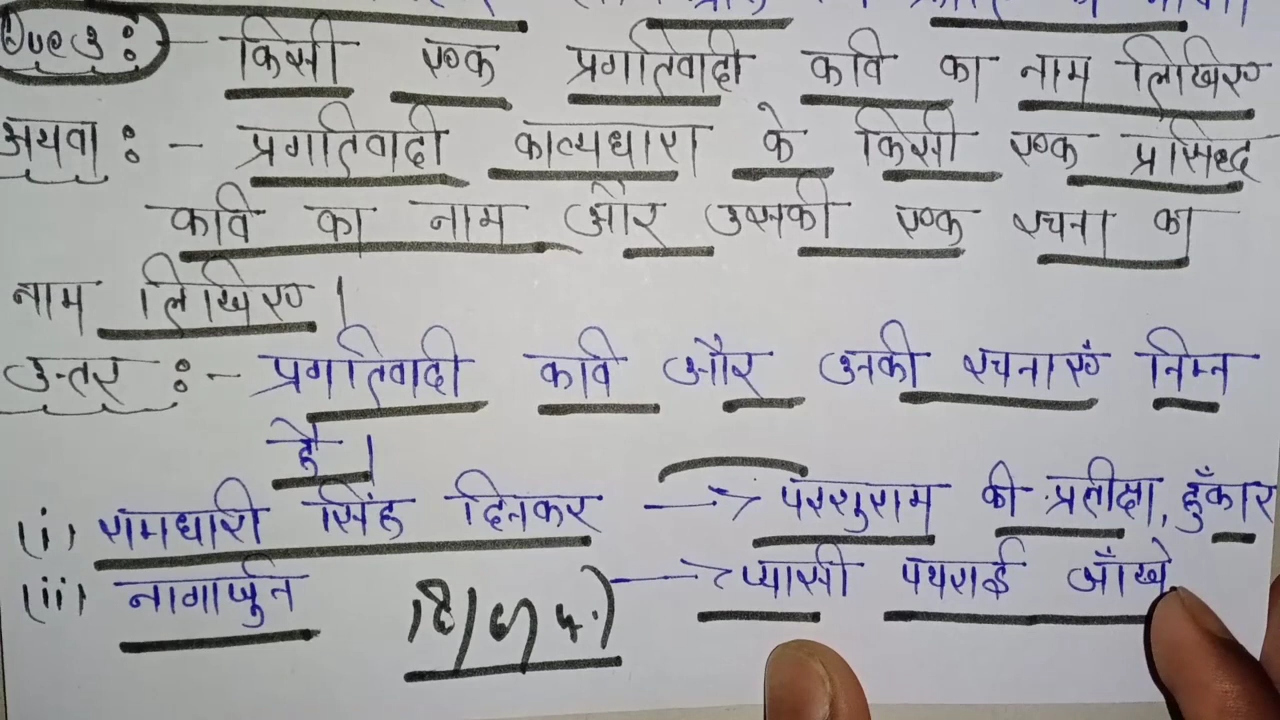 Que 3 :- किसी एक प्रगतिवादी कवि का नाम लिखिए
अथवा :- प्रगतिवादी काव्यधारा के किसी एक प्रसिद्ध
कवि का नाम और उसकी एक रचना का
नाम लिखिए।
उत्तर :- प्रगतिवादी कवि और उनकी रचनाएं निम्न
है।
(i) रामधारी सिंह दिनकर → परशुराम की प्रतीक्षा, हुँकार
(ii) नागार्जुन → प्यासी पथराई आँखे